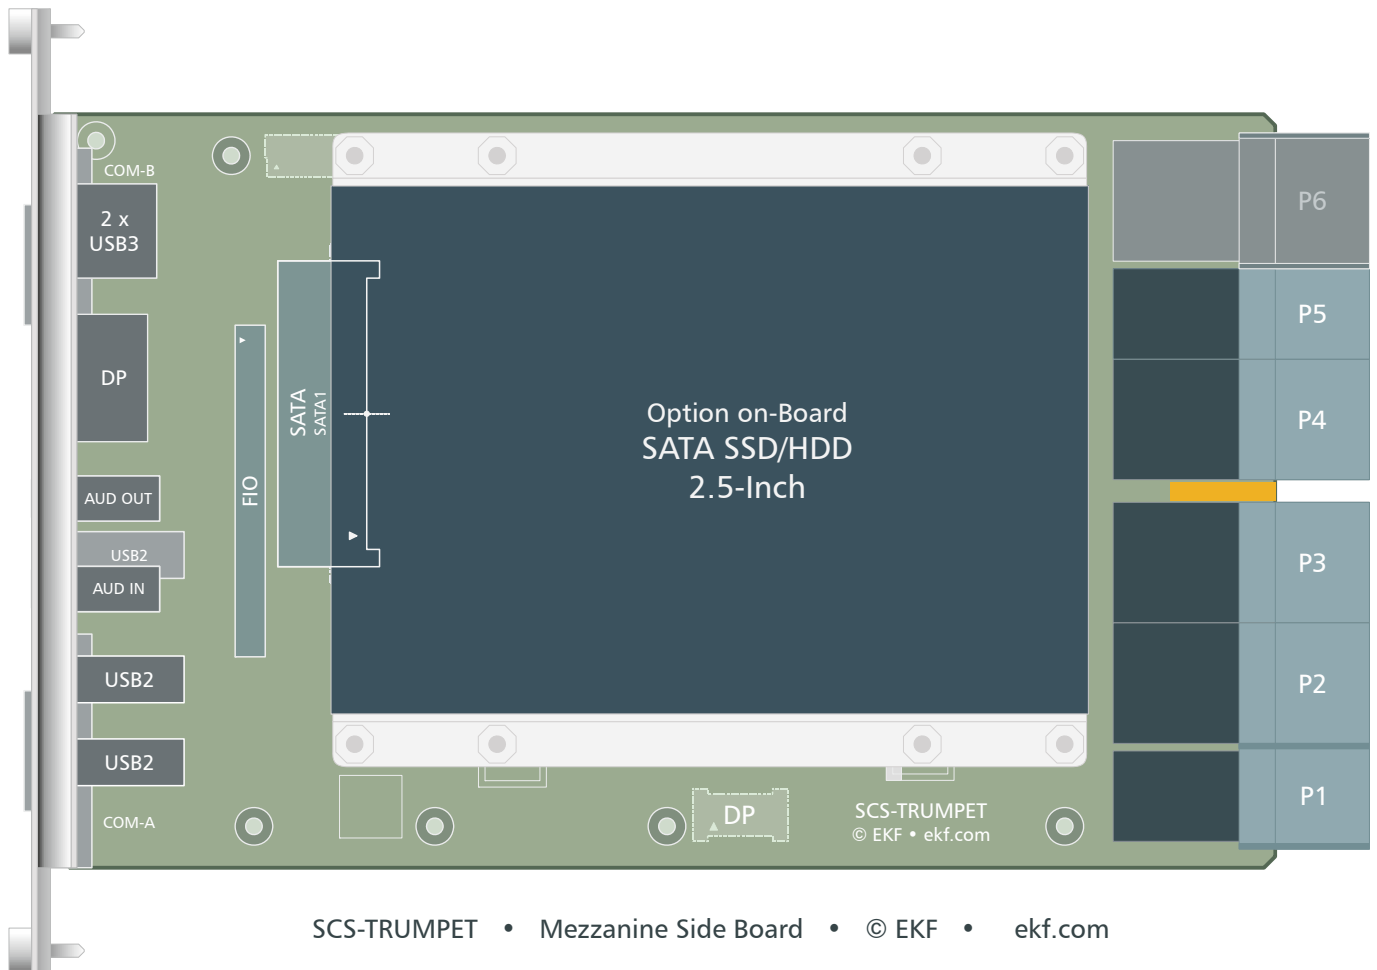 COM-B
2 x
USB3
DP
AUD OUT
USB2
AUD IN
USB2
USB2
COM-A
FIO
SATA
SATA1
Option on-Board
SATA SSD/HDD
2.5-Inch
P6
P5
P4
P3
P2
P1
DP
SCS-TRUMPET
© EKF • ekf.com
SCS-TRUMPET • Mezzanine Side Board • © EKF • ekf.com